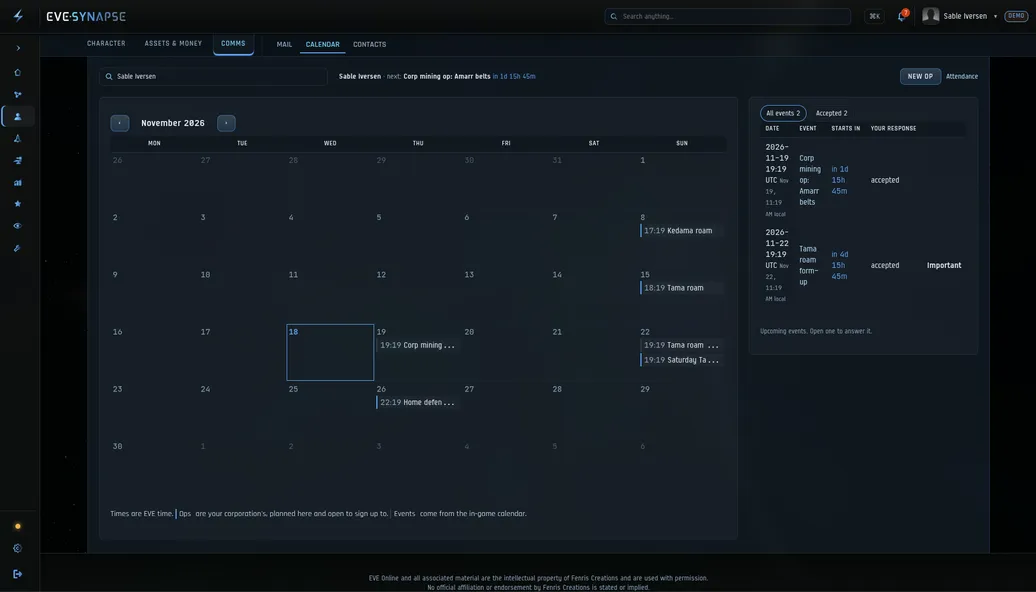 EVE·SYNAPSE
Search anything...
⌘K
7
Sable Iversen
DEMO
CHARACTER
ASSETS & MONEY
COMMS
MAIL
CALENDAR
CONTACTS
Sable Iversen
Sable Iversen · next: Corp mining op: Amarr belts in 1d 15h 45m
NEW OP
Attendance
‹ November 2026 ›
MON TUE WED THU FRI SAT SUN
26 27 28 29 30 31 1
2 3 4 5 6 7 8
17:19 Kedama roam
9 10 11 12 13 14 15
18:19 Tama roam
16 17 18 19 20 21 22
19:19 Corp mining ...
19:19 Tama roam ...
19:19 Saturday Ta...
23 24 25 26 27 28 29
22:19 Home defen...
30 1 2 3 4 5 6
Times are EVE time. Ops are your corporation's, planned here and open to sign up to. Events come from the in-game calendar.
All events 2 Accepted 2
DATE EVENT STARTS IN YOUR RESPONSE
2026-
11-19
19:19
UTC Nov
19,
11:19
AM local
Corp
mining
op:
Amarr
belts
in 1d
15h
45m
accepted
2026-
11-22
19:19
UTC Nov
22,
11:19
AM local
Tama
roam
form-
up
in 4d
15h
45m
accepted
Important
Upcoming events. Open one to answer it.
EVE Online and all associated material are the intellectual property of Fenris Creations and are used with permission.
No official affiliation or endorsement by Fenris Creations is stated or implied.